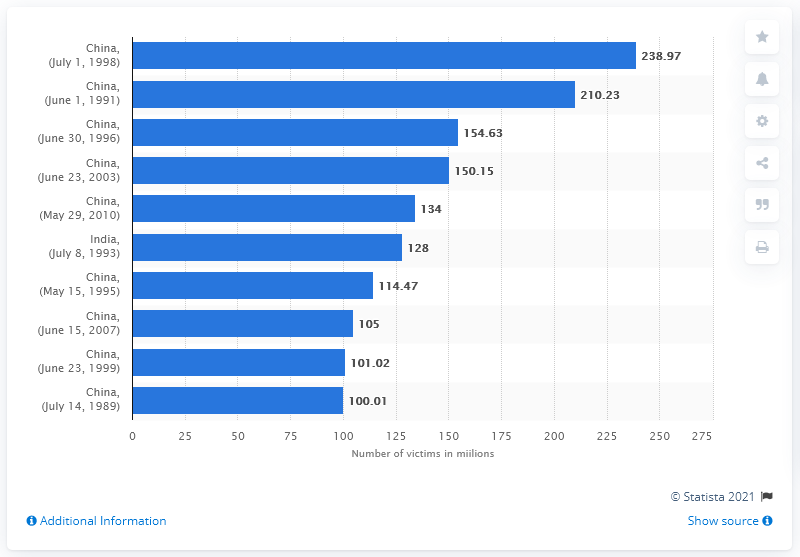 China,
(July 1, 1998)
238.97
China,
(June 1, 1991)
210.23
China,
(June 30, 1996)
154.63
China,
(June 23, 2003)
150.15
China,
(May 29, 2010)
134
India,
(July 8, 1993)
128
China,
(May 15, 1995)
114.47
China,
(June 15, 2007)
105
China,
(June 23, 1999)
101.02
China,
(July 14, 1989)
100.01
0 25 50 75 100 125 150 175 200 225 250 275
Number of victims in miilions
© Statista 2021
Additional Information
Show source